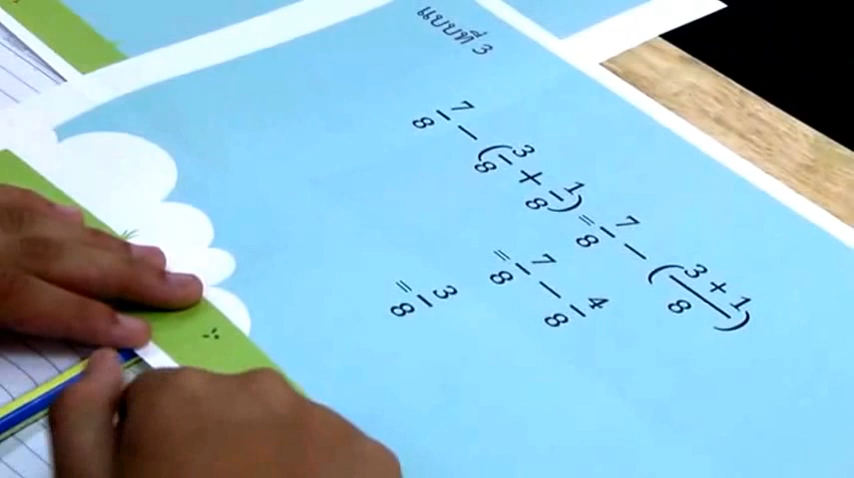 แบบที่ 3
7/8 − (3/8 + 1/8) = 7/8 − (3 + 1/8)
= 7/8 − 4/8
= 3/8